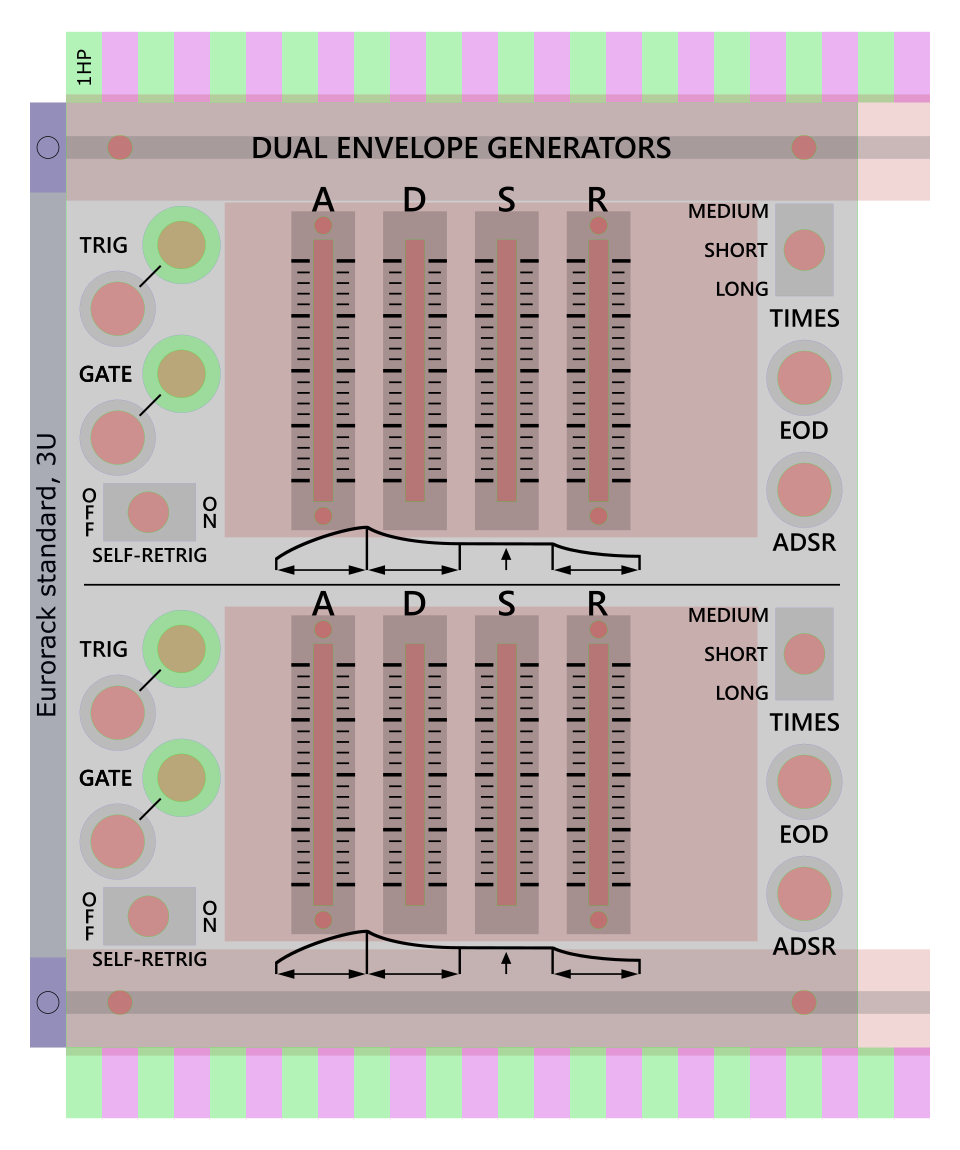 1HP
DUAL ENVELOPE GENERATORS
A D S R
TRIG
GATE
OFF
ON
SELF-RETRIG
MEDIUM
SHORT
LONG
TIMES
EOD
ADSR
Eurorack standard, 3U
A D S R
TRIG
GATE
OFF
ON
SELF-RETRIG
MEDIUM
SHORT
LONG
TIMES
EOD
ADSR